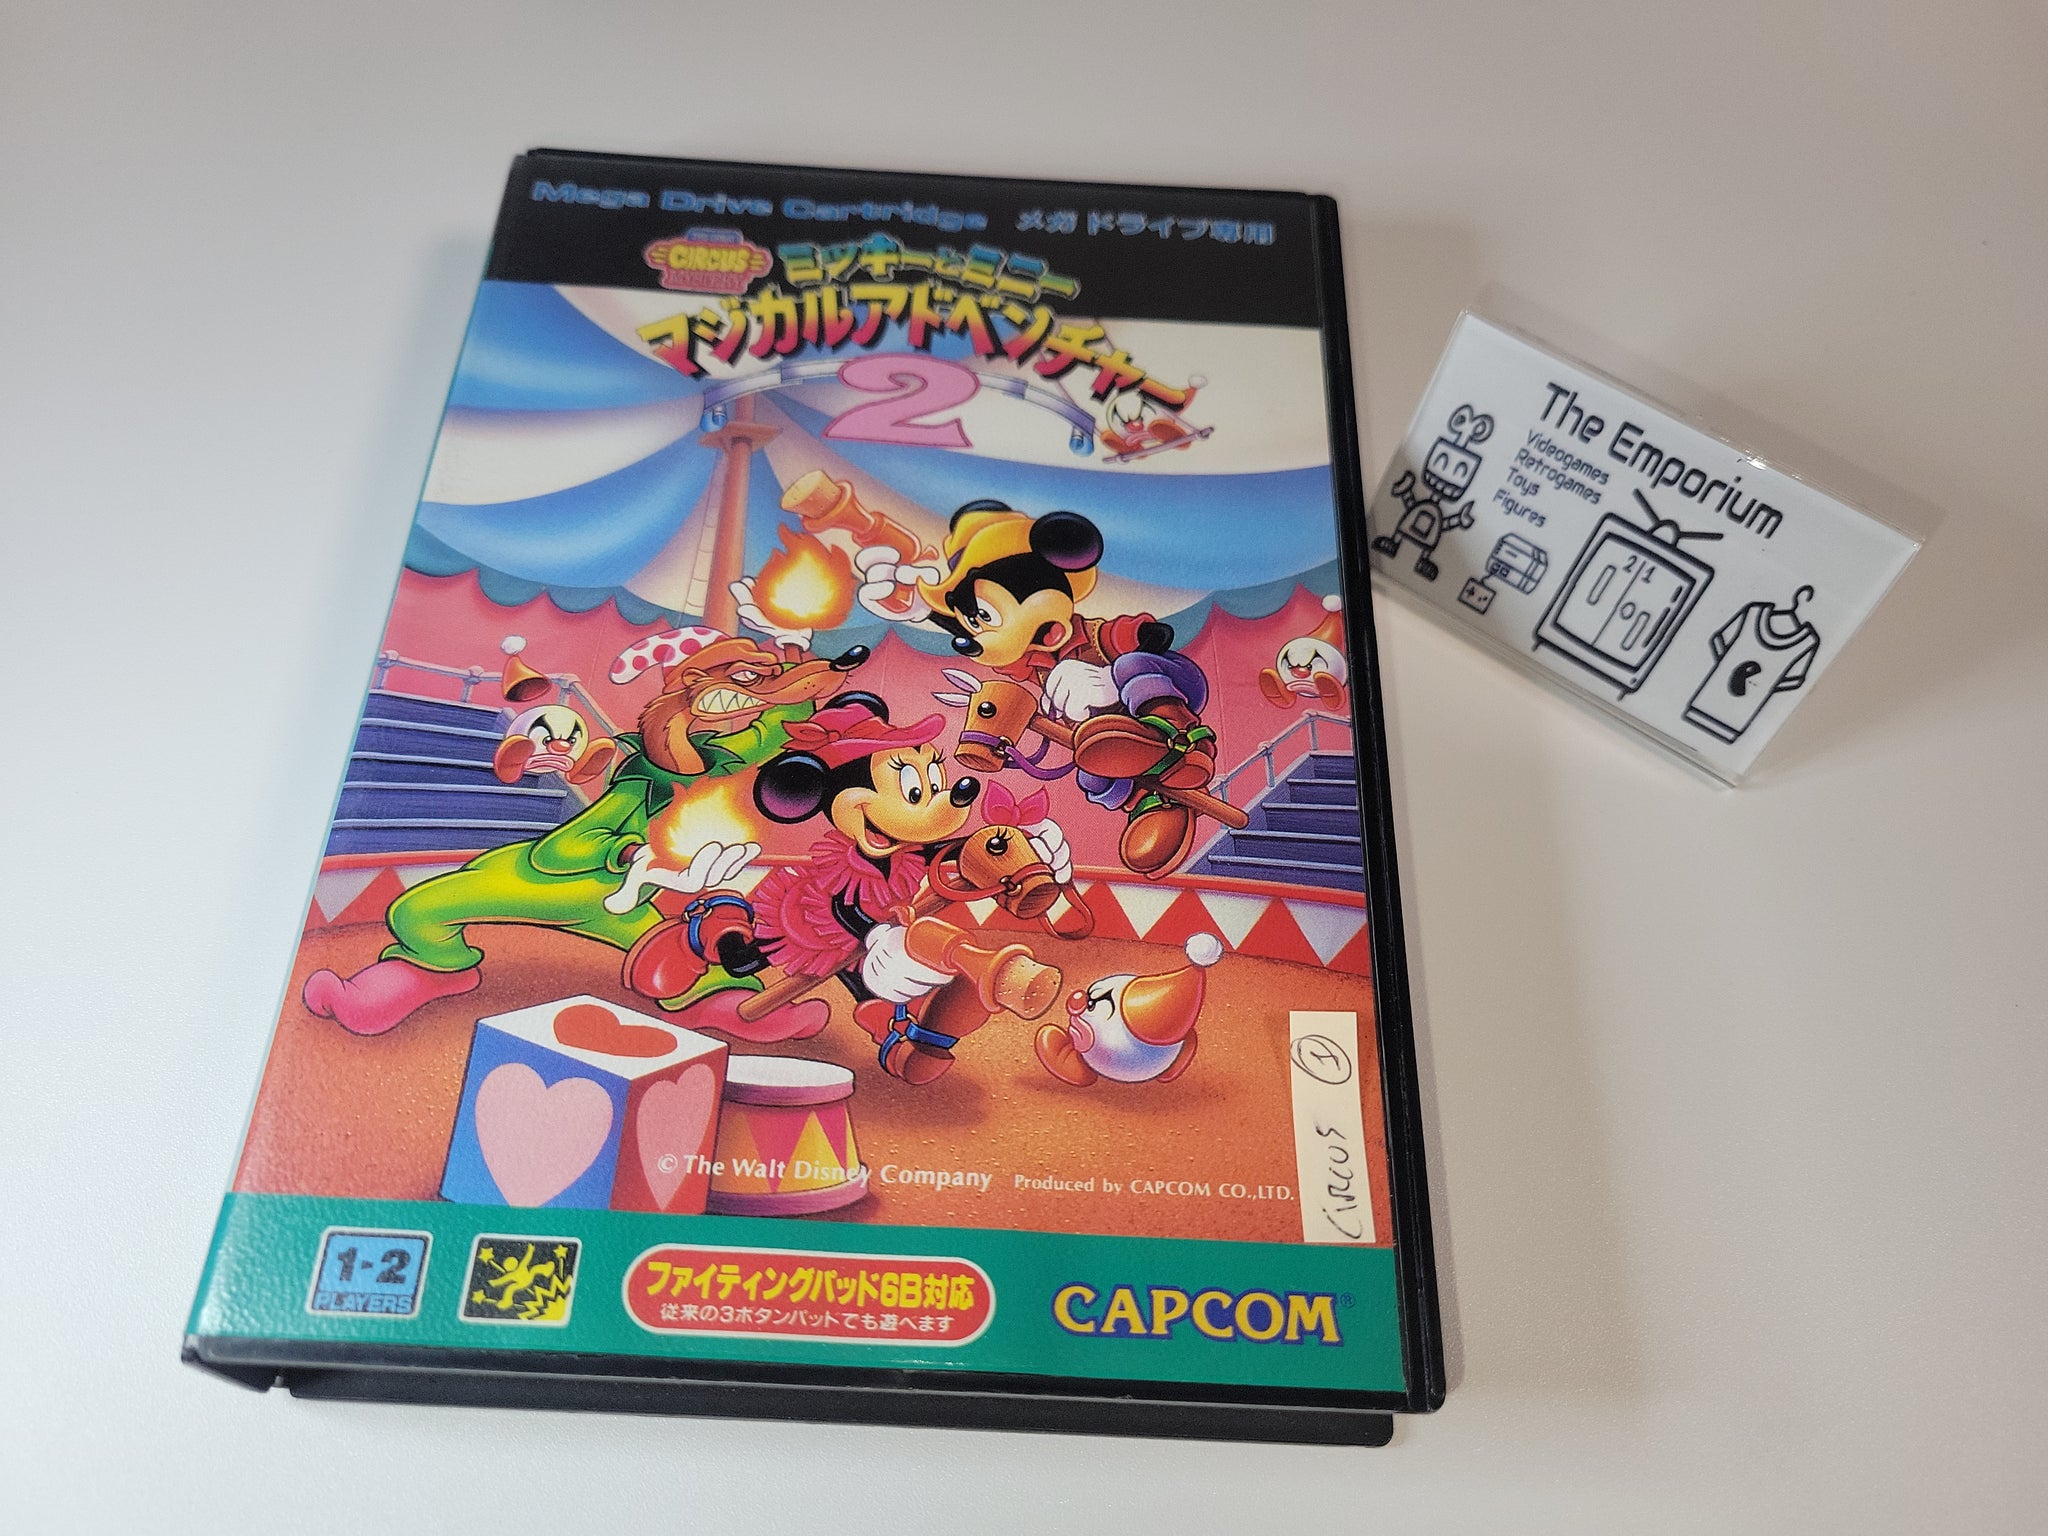 Mega Drive Cartridge メガドライブ専用
CIRCUS
ミッキーとミニー
マジカルアドベンチャー
2
© The Walt Disney Company Produced by CAPCOM CO.,LTD.
1-2
PLAYERS
ファイティングパッド6B対応
従来の3ボタンパットでも遊べます
CAPCOM®
CIRCUS 1
The Emporium
Videogames
Retrogames
Toys
Figures
21